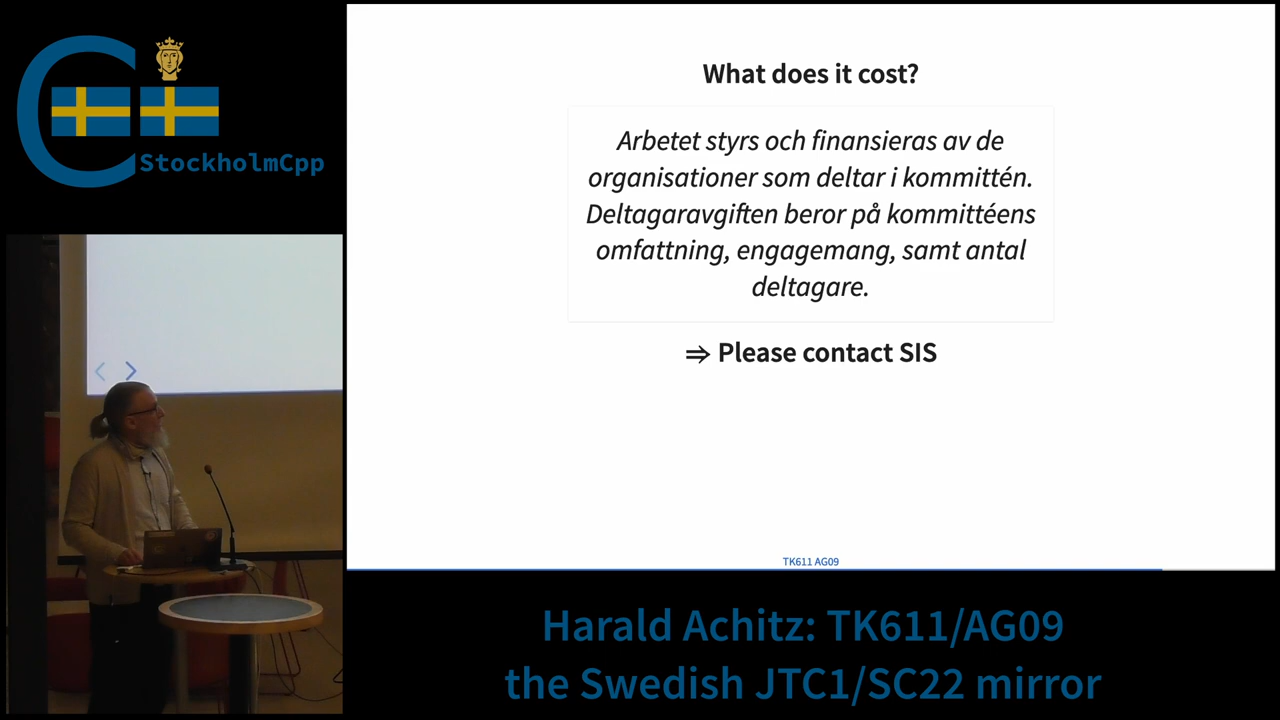 StockholmCpp
What does it cost?
Arbetet styrs och finansieras av de
organisationer som deltar i kommittén.
Deltagaravgiften beror på kommittéens
omfattning, engagemang, samt antal
deltagare.
⇒ Please contact SIS
TK611 AG09
Harald Achitz: TK611/AG09
the Swedish JTC1/SC22 mirror